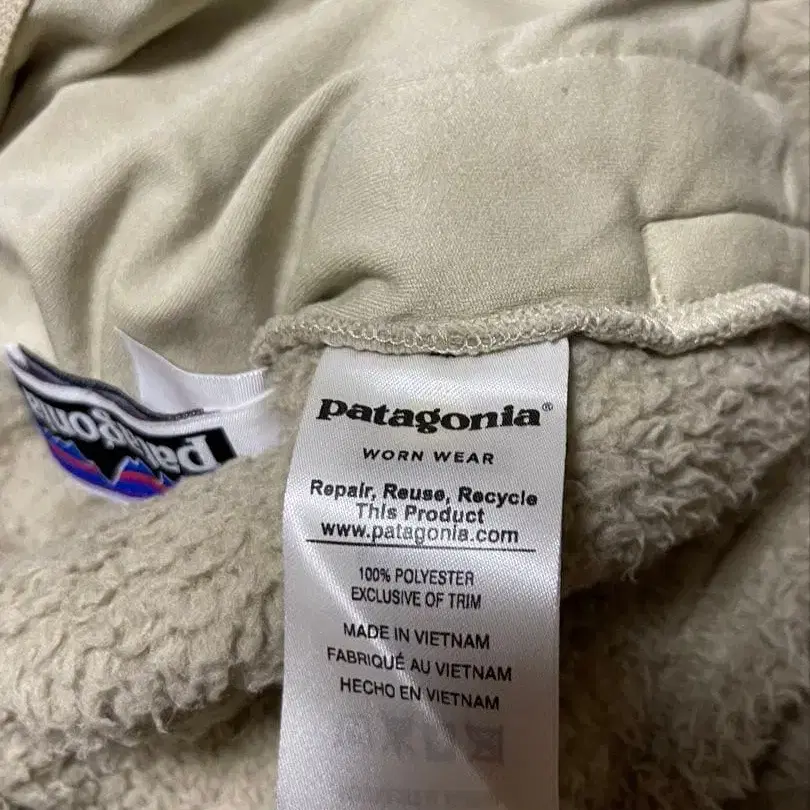 patagonia®
WORN WEAR
Repair, Reuse, Recycle
This Product
www.patagonia.com
100% POLYESTER
EXCLUSIVE OF TRIM
MADE IN VIETNAM
FABRIQUÉ AU VIETNAM
HECHO EN VIETNAM
patagonia